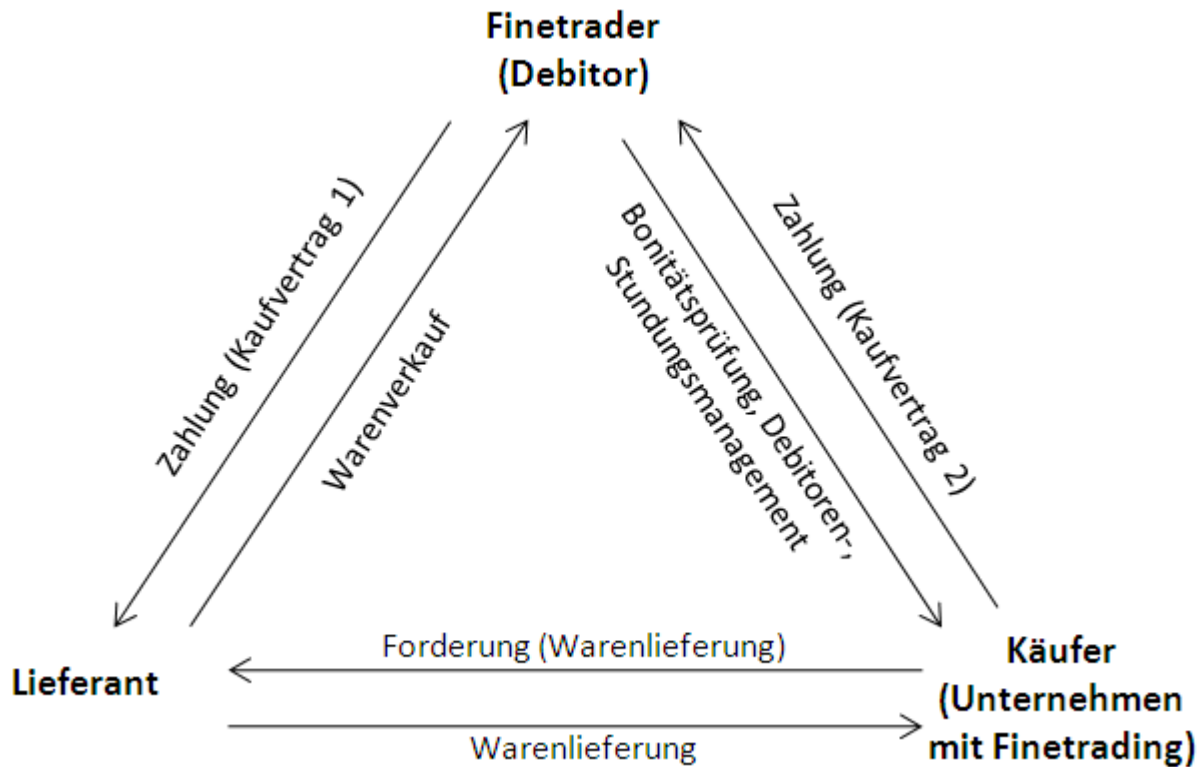 Finetrader
(Debitor)
Zahlung (Kaufvertrag 1)
Warenverkauf
Bonitätsprüfung, Debitoren-,
Stundungsmanagement
Zahlung (Kaufvertrag 2)
Forderung (Warenlieferung)
Lieferant
Käufer
(Unternehmen
mit Finetrading)
Warenlieferung